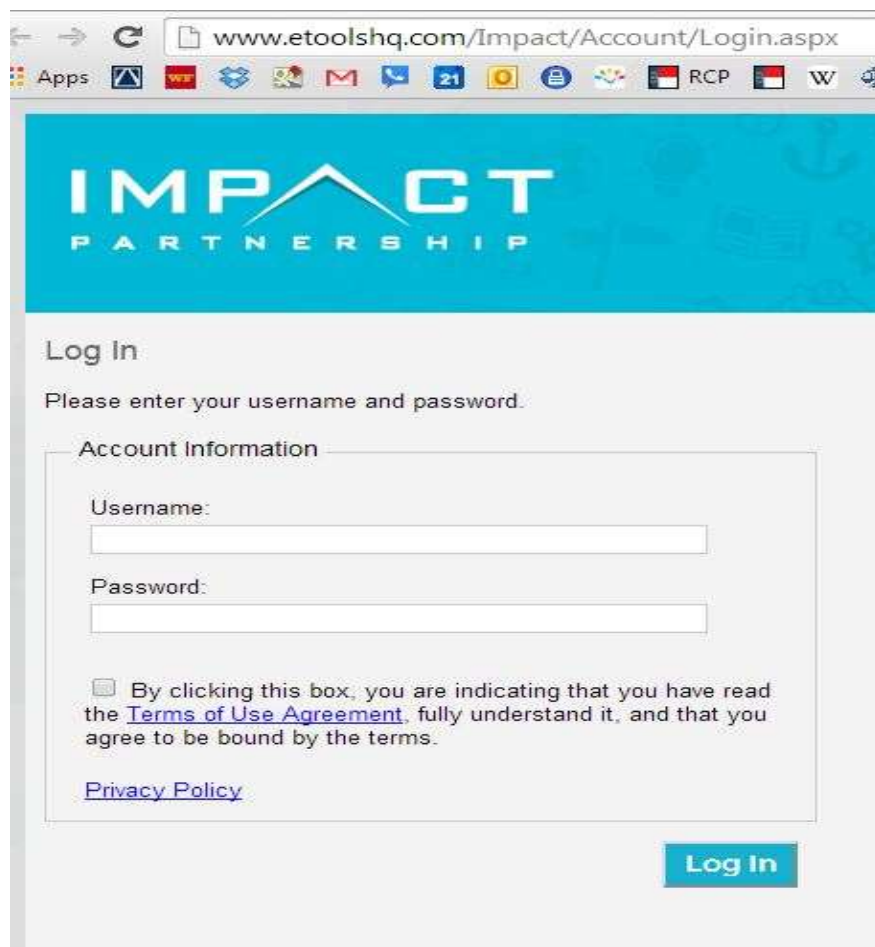 www.etoolshq.com/Impact/Account/Login.aspx
Apps WF 21 RCP W
IMPACT
PARTNERSHIP
Log In
Please enter your username and password.
Account Information
Username:
Password:
By clicking this box, you are indicating that you have read
the Terms of Use Agreement, fully understand it, and that you
agree to be bound by the terms.
Privacy Policy
Log In